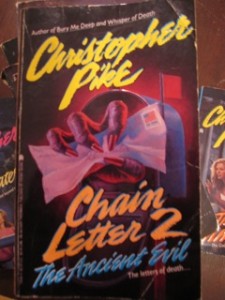 Author of Bury Me Deep and Whisper of Death
Christopher
Pike
Chain
Letter 2
The Ancient Evil
The letters of death...